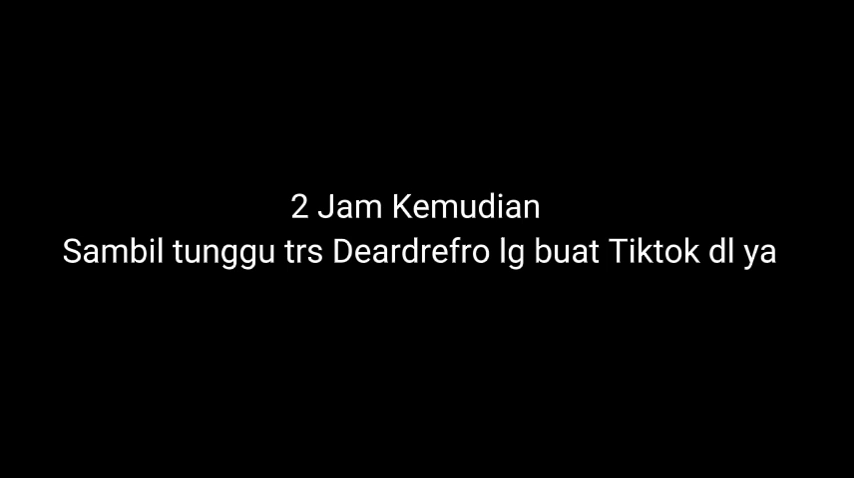 2 Jam Kemudian
Sambil tunggu trs Deardrefro lg buat Tiktok dl ya